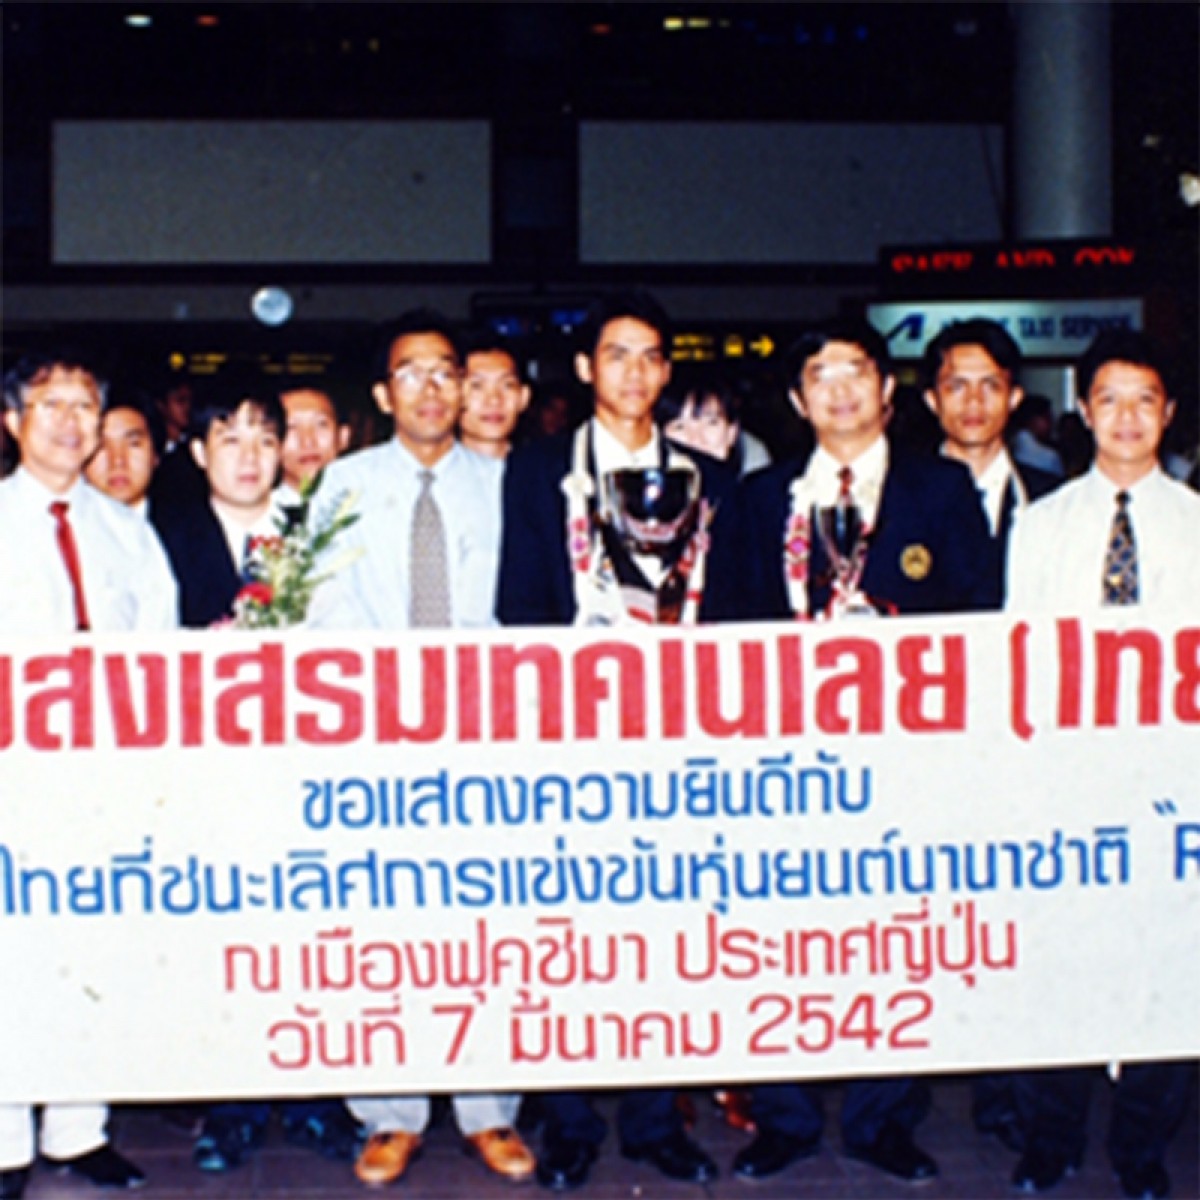 TAXI SERVICE
ส่งเสริมเทคโนโลยี (ไทย
ขอแสดงความยินดีกับ
ไทยที่ชนะเลิศการแข่งขันหุ่นยนต์นานาชาติ "R
ณ เมืองฟุคุชิมา ประเทศญี่ปุ่น
วันที่ 7 มีนาคม 2542